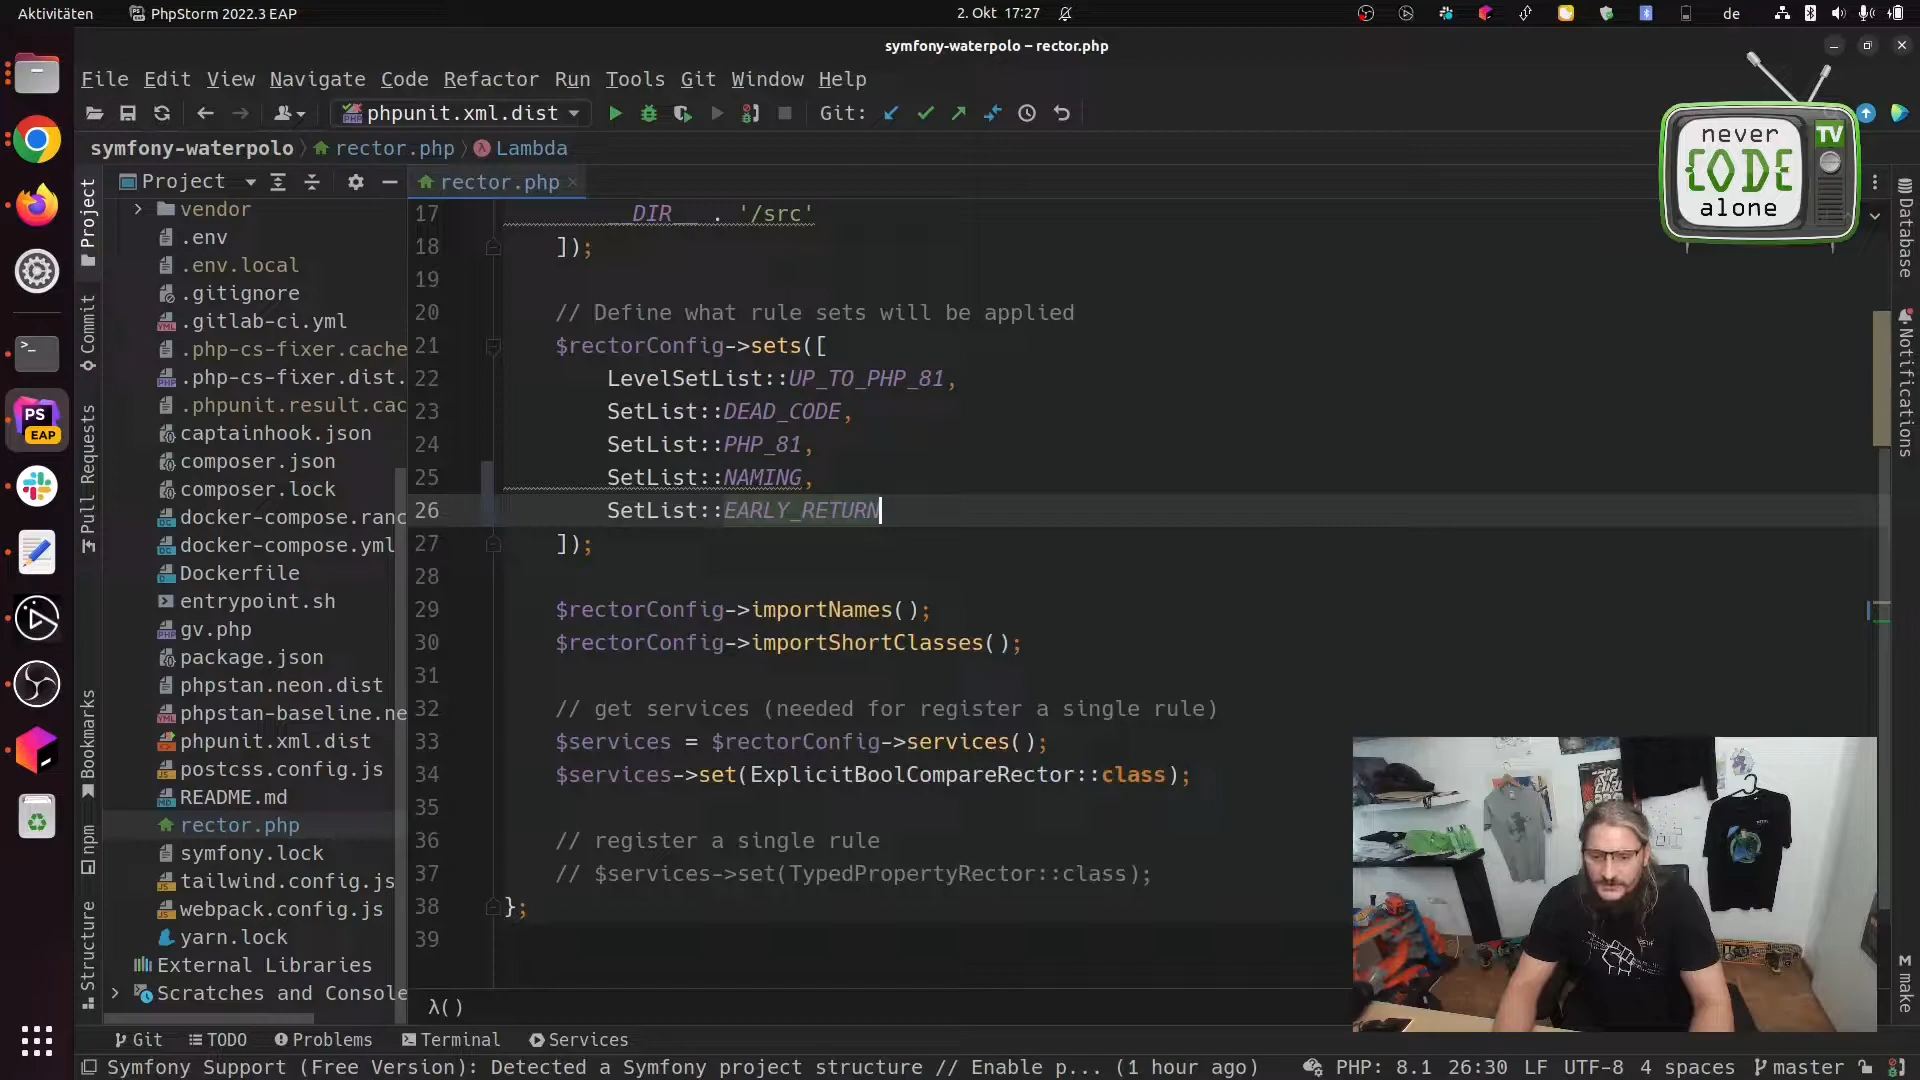 Aktivitäten
PhpStorm 2022.3 EAP
2. Okt 17:27
de
symfony-waterpolo – rector.php
File Edit View Navigate Code Refactor Run Tools Git Window Help
phpunit.xml.dist
Git:
symfony-waterpolo
rector.php
Lambda
never
CODE
alone
TV
Project
Project
rector.php
vendor
.env
.env.local
.gitignore
.gitlab-ci.yml
.php-cs-fixer.cache
.php-cs-fixer.dist.
.phpunit.result.cac
captainhook.json
composer.json
composer.lock
docker-compose.ranc
docker-compose.yml
Dockerfile
entrypoint.sh
gv.php
package.json
phpstan.neon.dist
phpstan-baseline.ne
phpunit.xml.dist
postcss.config.js
README.md
rector.php
symfony.lock
tailwind.config.js
webpack.config.js
yarn.lock
External Libraries
Scratches and Console
Commit
Pull Requests
Bookmarks
npm
Structure
PS
EAP
17 __DIR__ . '/src'
18 ]);
19
20 // Define what rule sets will be applied
21 $rectorConfig->sets([
22 LevelSetList::UP_TO_PHP_81,
23 SetList::DEAD_CODE,
24 SetList::PHP_81,
25 SetList::NAMING,
26 SetList::EARLY_RETURN
27 ]);
28
29 $rectorConfig->importNames();
30 $rectorConfig->importShortClasses();
31
32 // get services (needed for register a single rule)
33 $services = $rectorConfig->services();
34 $services->set(ExplicitBoolCompareRector::class);
35
36 // register a single rule
37 // $services->set(TypedPropertyRector::class);
38 };
39
λ()
Database
Notifications
make
Git
TODO
Problems
Terminal
Services
Symfony Support (Free Version): Detected a Symfony project structure // Enable p... (1 hour ago)
PHP: 8.1 26:30 LF UTF-8 4 spaces master